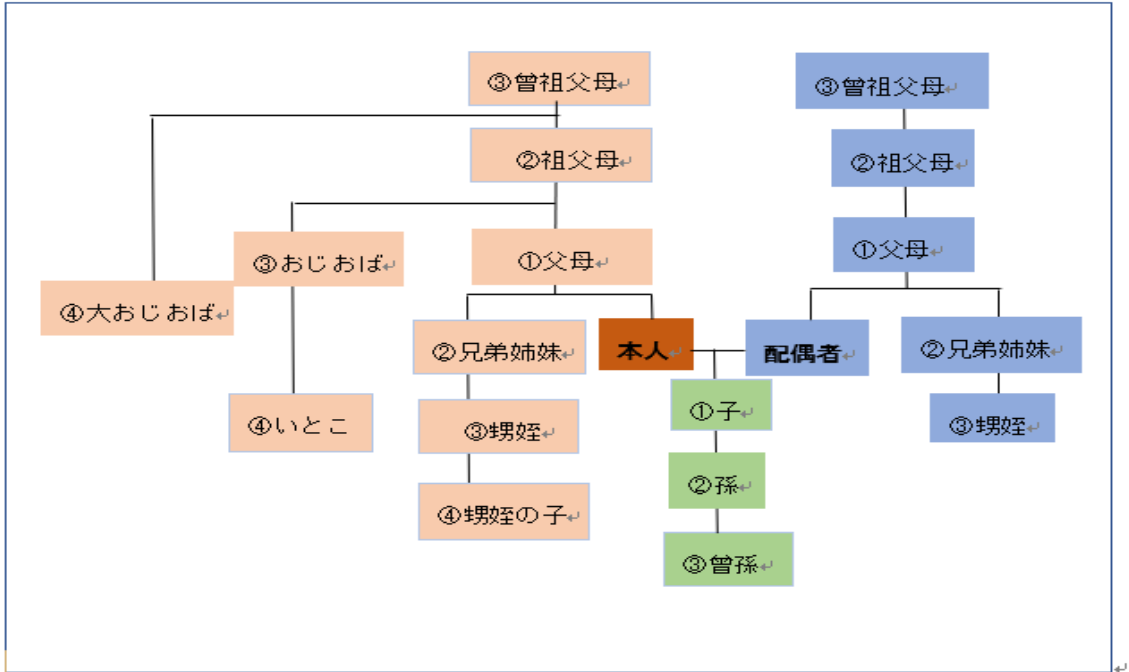 ③曾祖父母
③曾祖父母
②祖父母
②祖父母
①父母
①父母
③おじおば
④大おじおば
②兄弟姉妹
本人
配偶者
②兄弟姉妹
①子
④いとこ
③甥姪
③甥姪
②孫
④甥姪の子
③曾孫